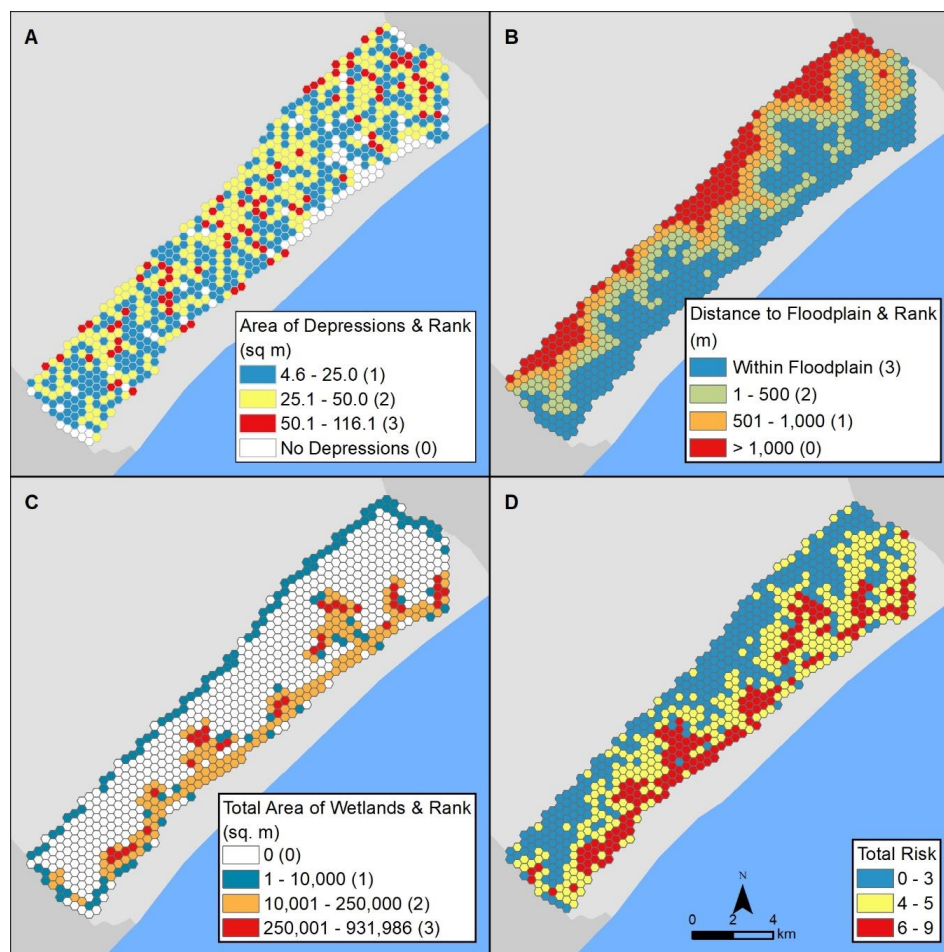 A
Area of Depressions & Rank
(sq m)
4.6 - 25.0 (1)
25.1 - 50.0 (2)
50.1 - 116.1 (3)
No Depressions (0)
B
Distance to Floodplain & Rank
(m)
Within Floodplain (3)
1 - 500 (2)
501 - 1,000 (1)
> 1,000 (0)
C
Total Area of Wetlands & Rank
(sq. m)
0 (0)
1 - 10,000 (1)
10,001 - 250,000 (2)
250,001 - 931,986 (3)
D
Total Risk
0 - 3
4 - 5
6 - 9
N
0 2 4
km